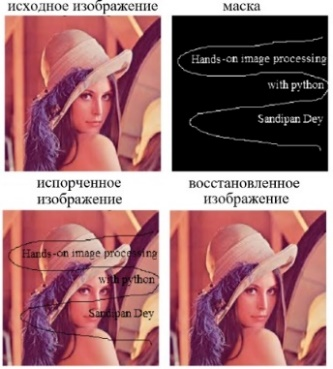 исходное изображение
маска
Hands-on image processing
with python
Sandipan Dey
испорченное
изображение
восстановленное
изображение
Hands-on image processing
with python
Sandipan Dey